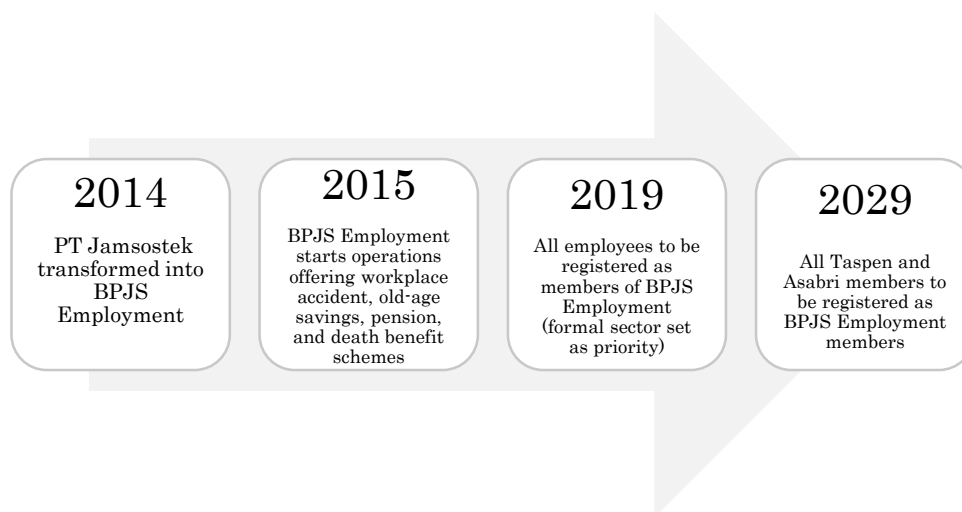 2014
PT Jamsostek
transformed into
BPJS
Employment
2015
BPJS Employment
starts operations
offering workplace
accident, old-age
savings, pension,
and death benefit
schemes
2019
All employees to be
registered as
members of BPJS
Employment
(formal sector set
as priority)
2029
All Taspen and
Asabri members to
be registered as
BPJS Employment
members